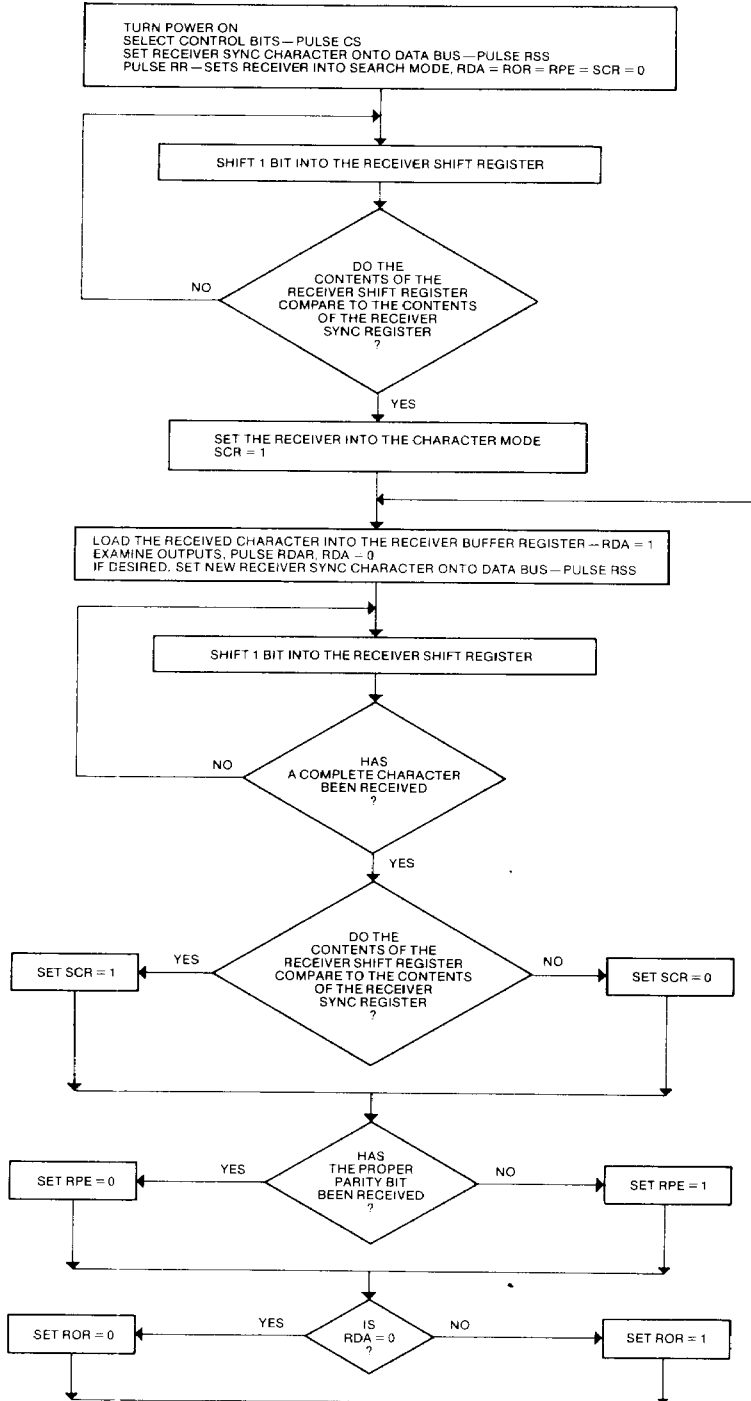 TURN POWER ON
SELECT CONTROL BITS—PULSE CS
SET RECEIVER SYNC CHARACTER ONTO DATA BUS—PULSE RSS
PULSE RR—SETS RECEIVER INTO SEARCH MODE, RDA = ROR = RPE = SCR = 0
SHIFT 1 BIT INTO THE RECEIVER SHIFT REGISTER
DO THE
CONTENTS OF THE
RECEIVER SHIFT REGISTER
COMPARE TO THE CONTENTS
OF THE RECEIVER
SYNC REGISTER
?
NO
YES
SET THE RECEIVER INTO THE CHARACTER MODE
SCR = 1
LOAD THE RECEIVED CHARACTER INTO THE RECEIVER BUFFER REGISTER—RDA = 1
EXAMINE OUTPUTS, PULSE RDAR, RDA = 0
IF DESIRED, SET NEW RECEIVER SYNC CHARACTER ONTO DATA BUS—PULSE RSS
SHIFT 1 BIT INTO THE RECEIVER SHIFT REGISTER
HAS
A COMPLETE CHARACTER
BEEN RECEIVED
?
NO
YES
DO THE
CONTENTS OF THE
RECEIVER SHIFT REGISTER
COMPARE TO THE CONTENTS
OF THE RECEIVER
SYNC REGISTER
?
YES
NO
SET SCR = 1
SET SCR = 0
HAS
THE PROPER
PARITY BIT
BEEN RECEIVED
?
YES
NO
SET RPE = 0
SET RPE = 1
IS
RDA = 0
?
YES
NO
SET ROR = 0
SET ROR = 1